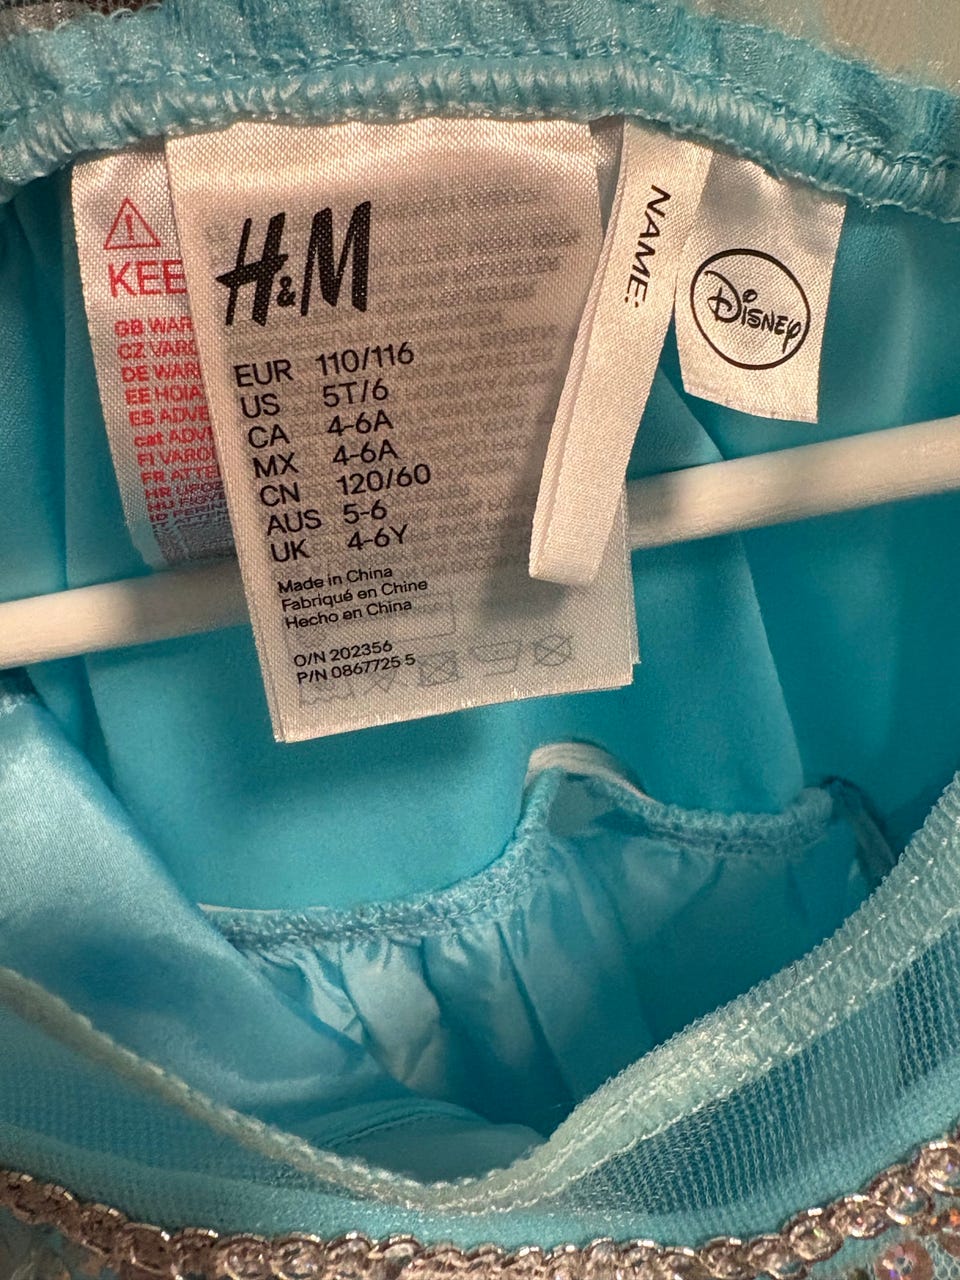 KEE
GB WAR
CZ VARO
DE WAR
EE HOIA
ES ADVE
cat ADV
FI VARO
FR ATTE
H&M
EUR 110/116
US 5T/6
CA 4-6A
MX 4-6A
CN 120/60
AUS 5-6
UK 4-6Y
Made in China
Fabriqué en Chine
Hecho en China
O/N 202356
P/N 0867725 5
NAME:
Disney